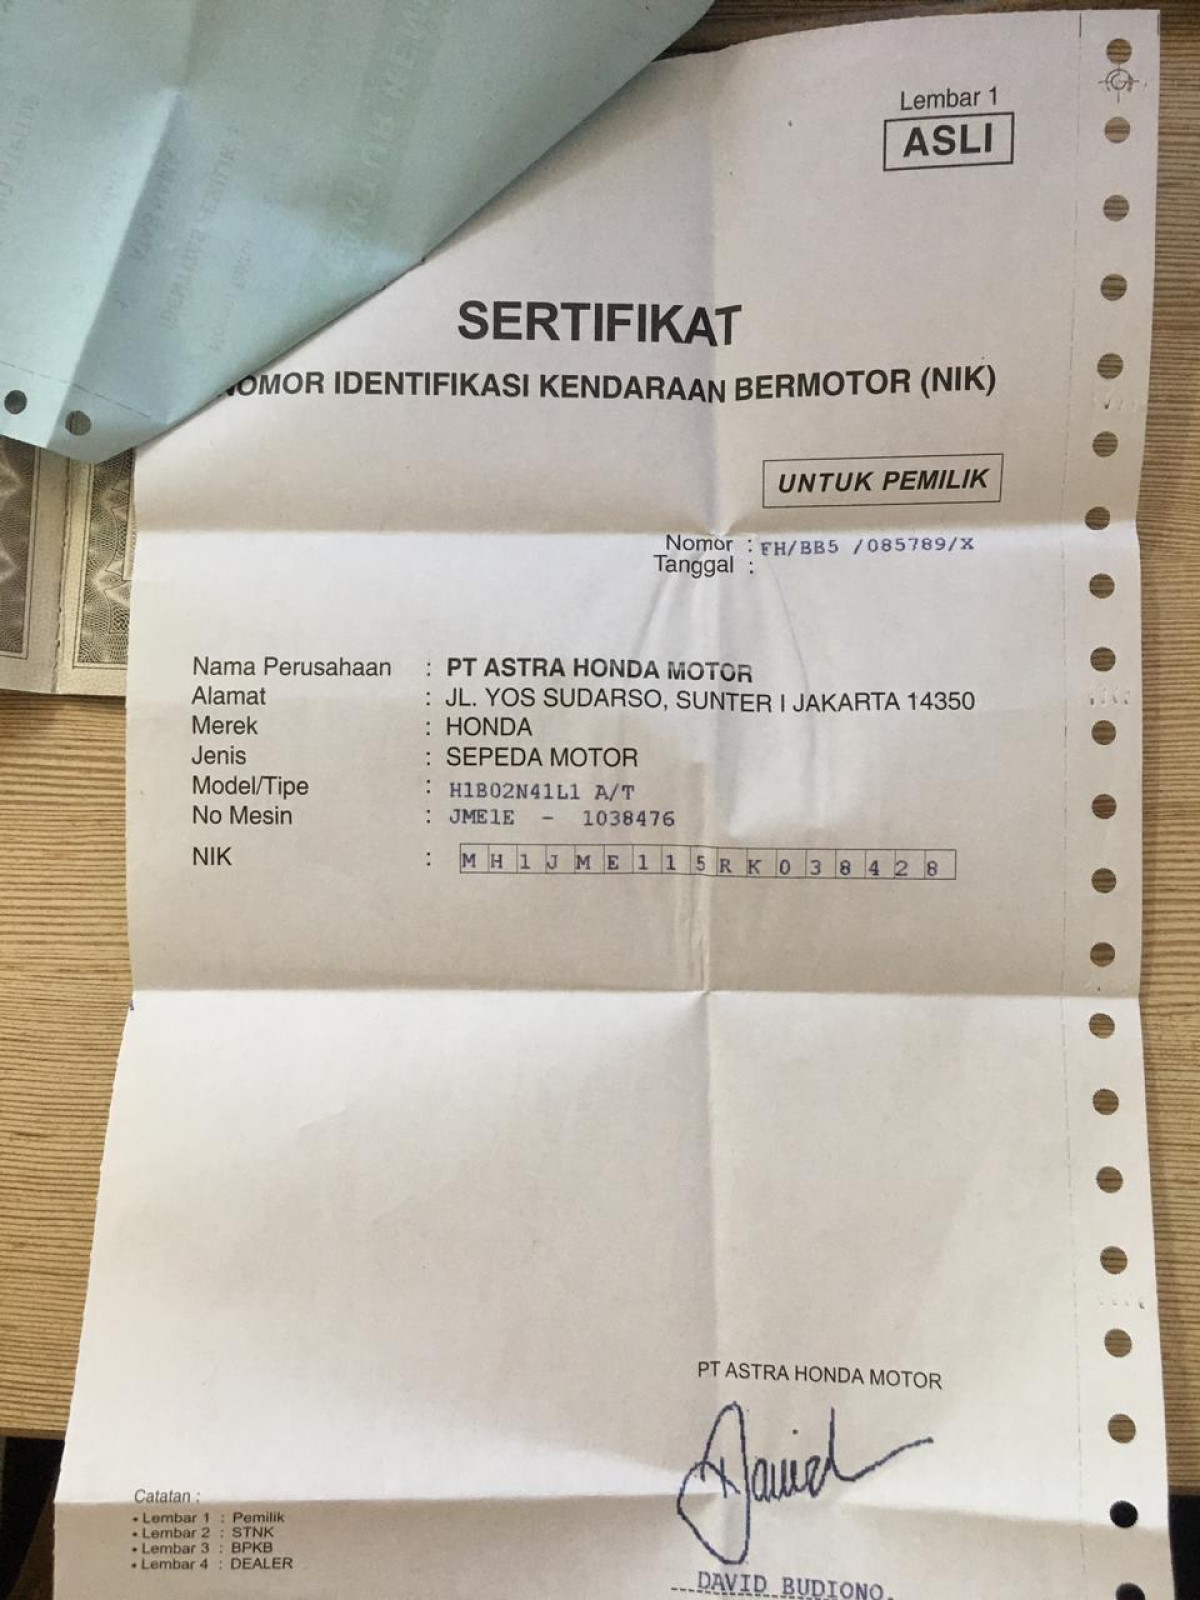 Lembar 1
ASLI
SERTIFIKAT
NOMOR IDENTIFIKASI KENDARAAN BERMOTOR (NIK)
UNTUK PEMILIK
Nomor : FH/BB5 /085789/X
Tanggal :
Nama Perusahaan : PT ASTRA HONDA MOTOR
Alamat : JL. YOS SUDARSO, SUNTER I JAKARTA 14350
Merek : HONDA
Jenis : SEPEDA MOTOR
Model/Tipe : H1B02N41L1 A/T
No Mesin : JME1E - 1038476
NIK : MH1JME115RK038428
PT ASTRA HONDA MOTOR
David
DAVID BUDIONO.
Catatan :
• Lembar 1 : Pemilik
• Lembar 2 : STNK
• Lembar 3 : BPKB
• Lembar 4 : DEALER